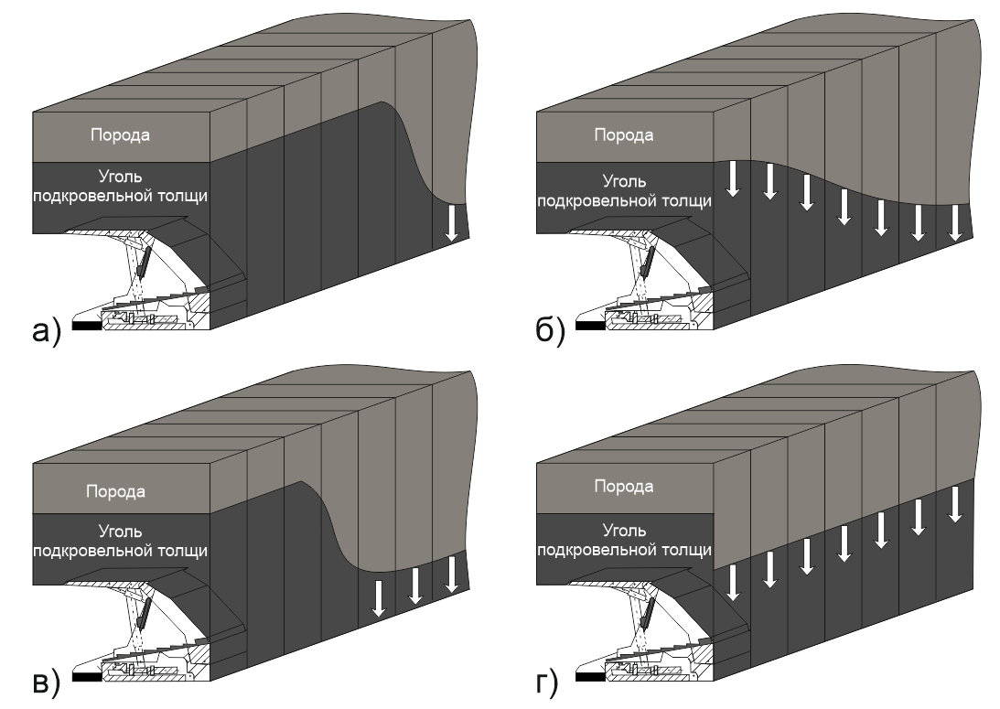 Порода
Уголь
подкровельной толщи
а)
Порода
Уголь
подкровельной толщи
б)
Порода
Уголь
подкровельной толщи
в)
Порода
Уголь
подкровельной толщи
г)